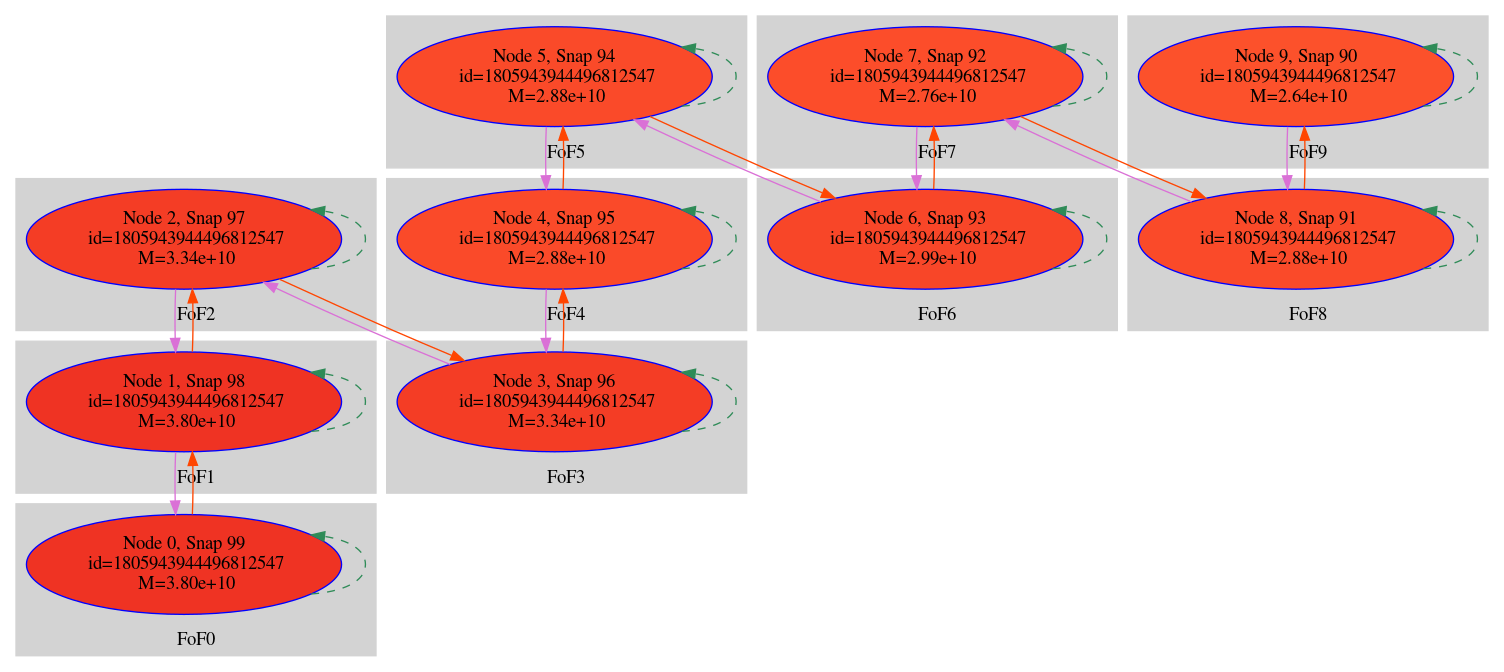 Node 5, Snap 94
id=1805943944496812547
M=2.88e+10
FoF5
Node 7, Snap 92
id=1805943944496812547
M=2.76e+10
FoF7
Node 9, Snap 90
id=1805943944496812547
M=2.64e+10
FoF9
Node 2, Snap 97
id=1805943944496812547
M=3.34e+10
FoF2
Node 4, Snap 95
id=1805943944496812547
M=2.88e+10
FoF4
Node 6, Snap 93
id=1805943944496812547
M=2.99e+10
FoF6
Node 8, Snap 91
id=1805943944496812547
M=2.88e+10
FoF8
Node 1, Snap 98
id=1805943944496812547
M=3.80e+10
FoF1
Node 3, Snap 96
id=1805943944496812547
M=3.34e+10
FoF3
Node 0, Snap 99
id=1805943944496812547
M=3.80e+10
FoF0